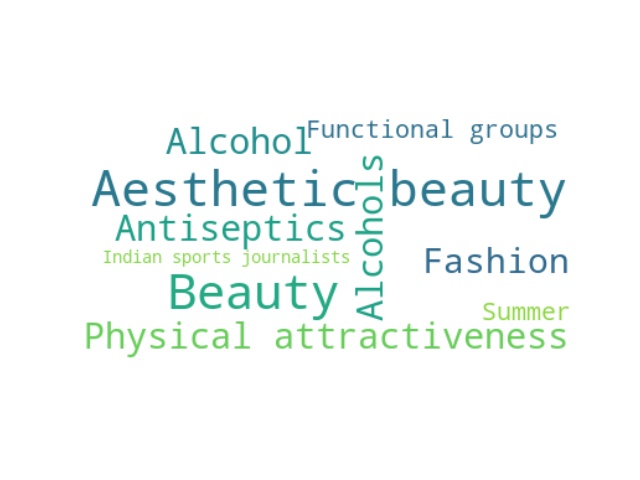 Functional groups
Alcohol
Aesthetic beauty
Alcohols
Antiseptics
Indian sports journalists
Fashion
Beauty
Summer
Physical attractiveness